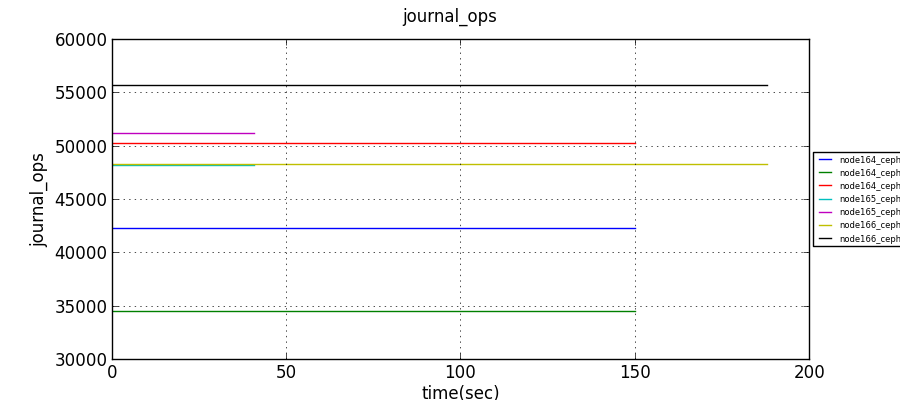 journal_ops
60000
55000
50000
45000
40000
35000
30000
journal_ops
0 50 100 150 200
time(sec)
node164_ceph
node164_ceph
node164_ceph
node165_ceph
node165_ceph
node166_ceph
node166_ceph